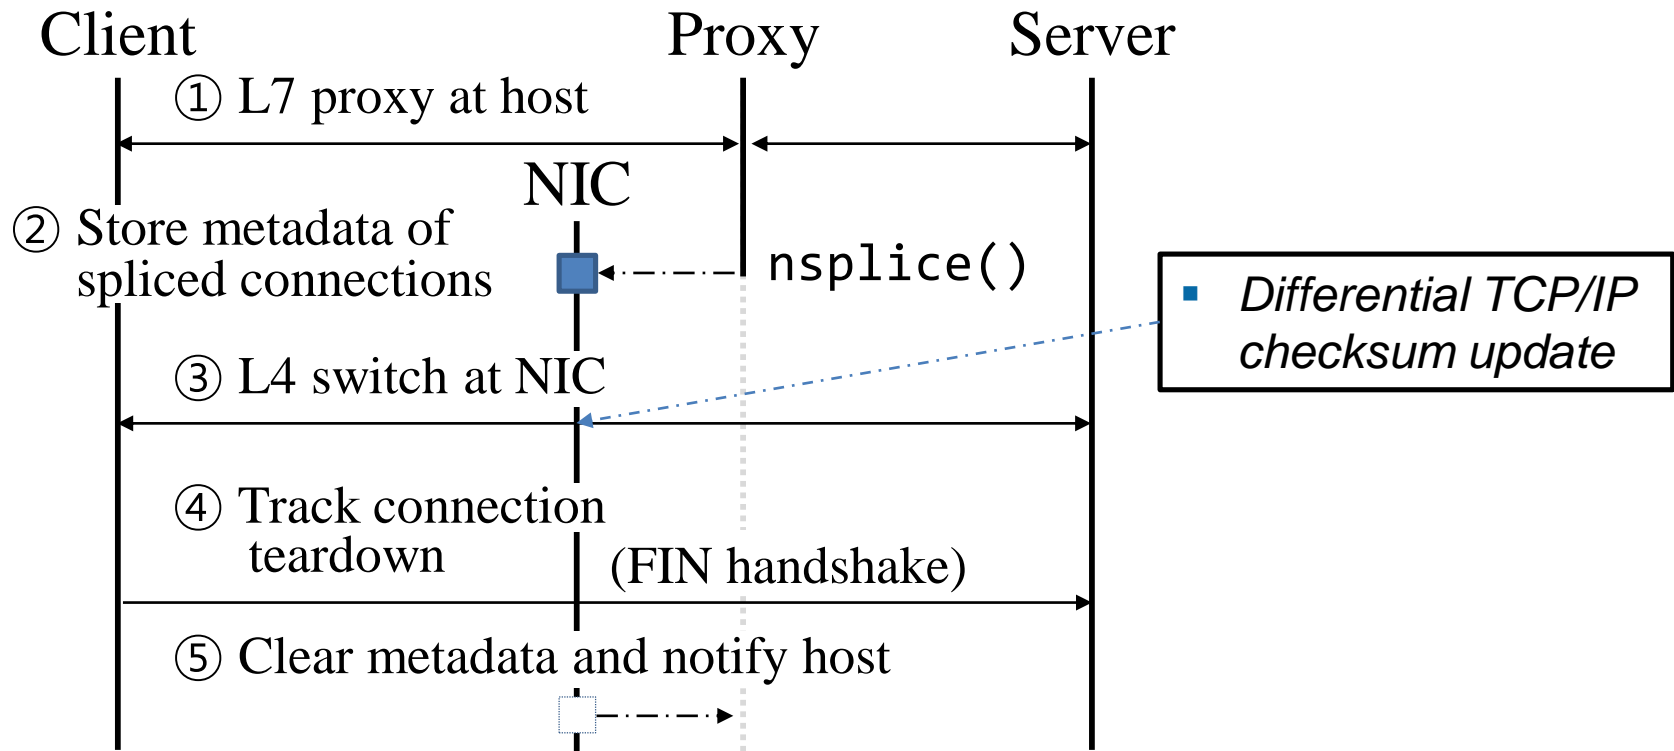 Client
Proxy
Server
① L7 proxy at host
NIC
② Store metadata of
spliced connections
nsplice()
▪ Differential TCP/IP
checksum update
③ L4 switch at NIC
④ Track connection
teardown
(FIN handshake)
⑤ Clear metadata and notify host